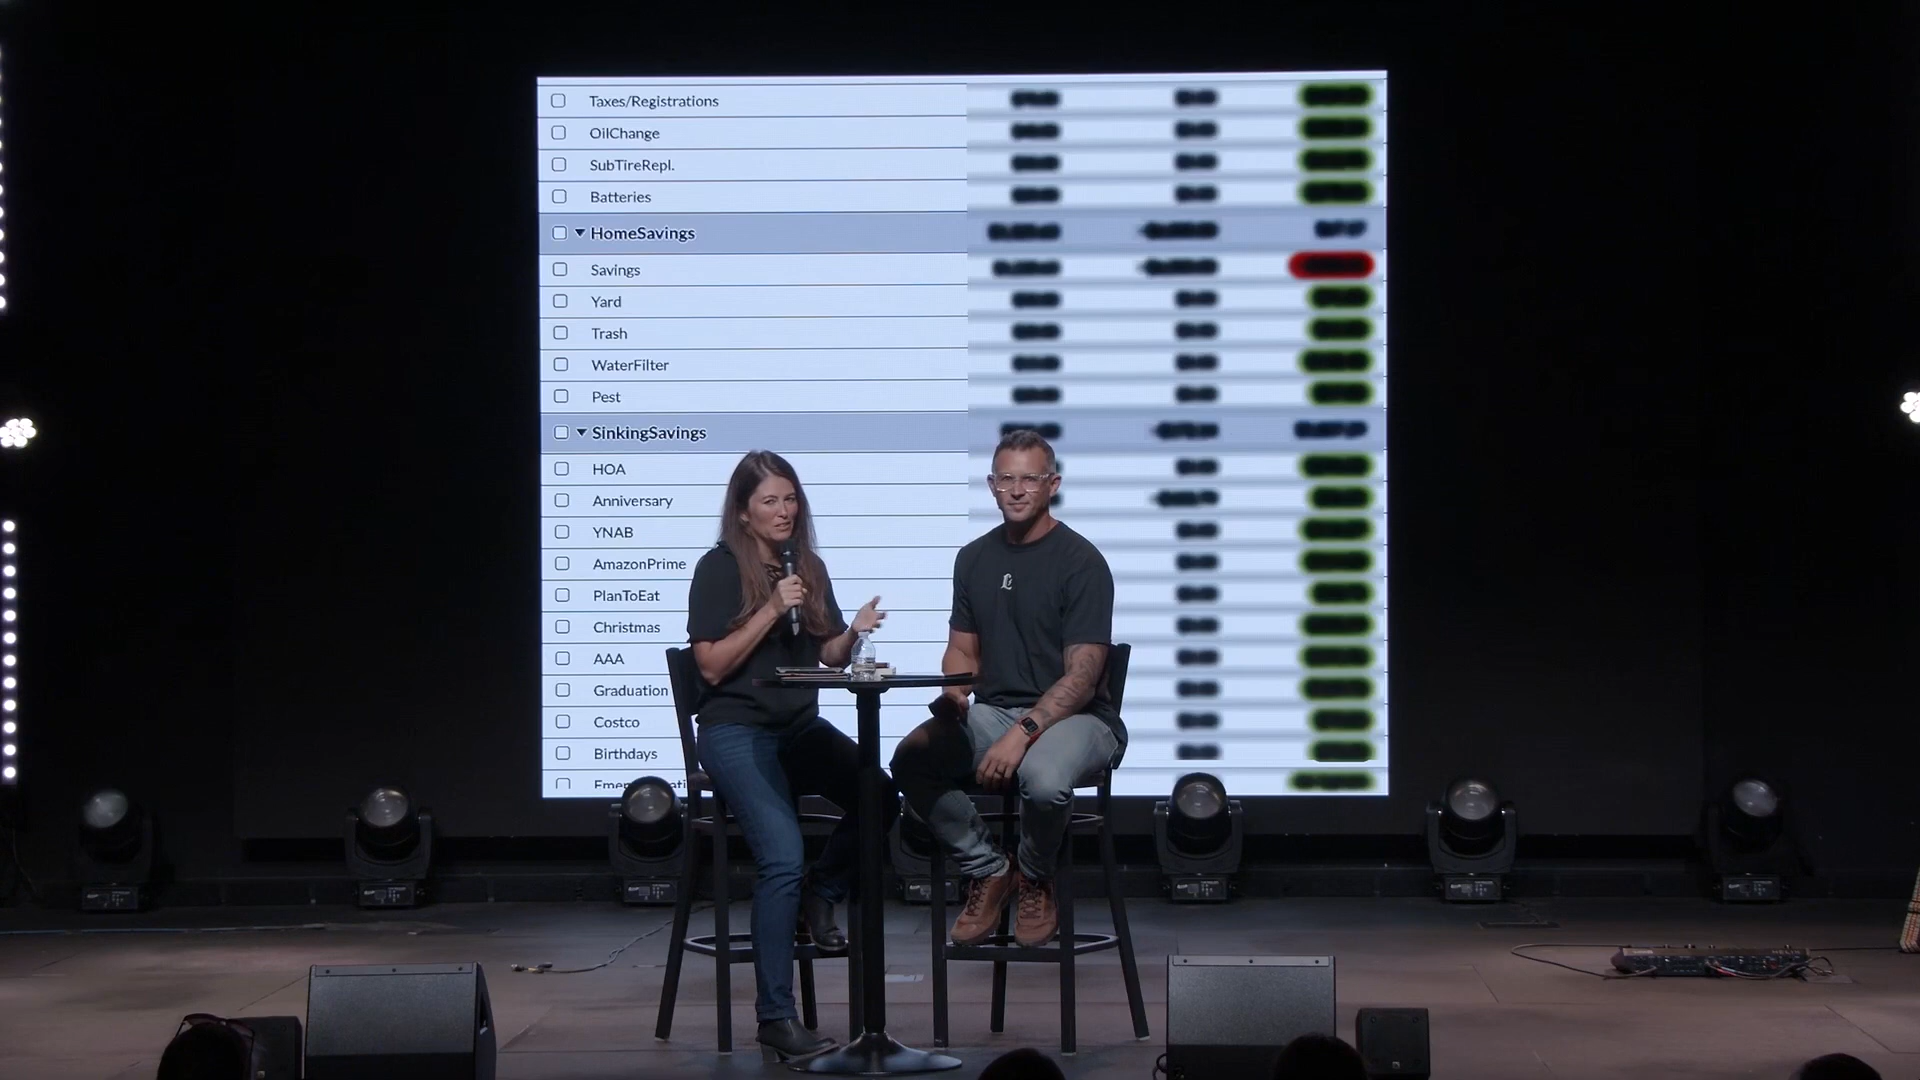 Taxes/Registrations
OilChange
SubTireRepl.
Batteries
HomeSavings
Savings
Yard
Trash
WaterFilter
Pest
SinkingSavings
HOA
Anniversary
YNAB
AmazonPrime
PlanToEat
Christmas
AAA
Graduation
Costco
Birthdays